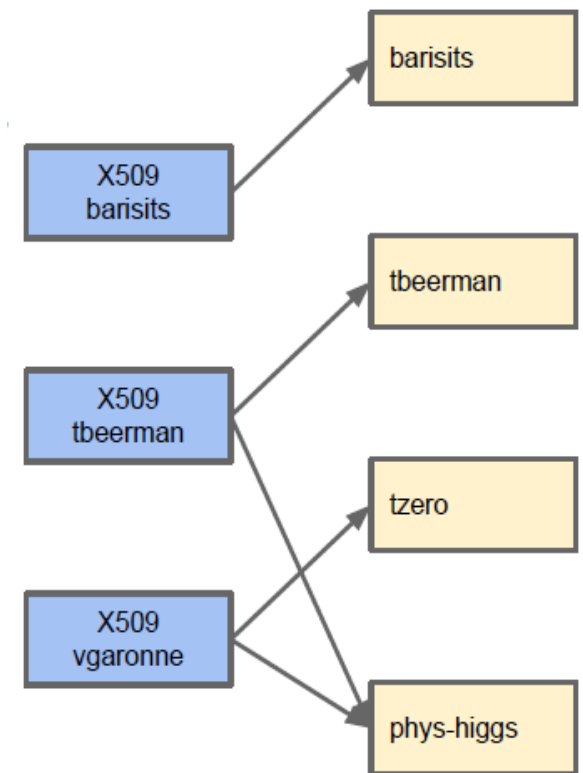 barisits
X509
barisits
tbeerman
X509
tbeerman
tzero
X509
vgaronne
phys-higgs